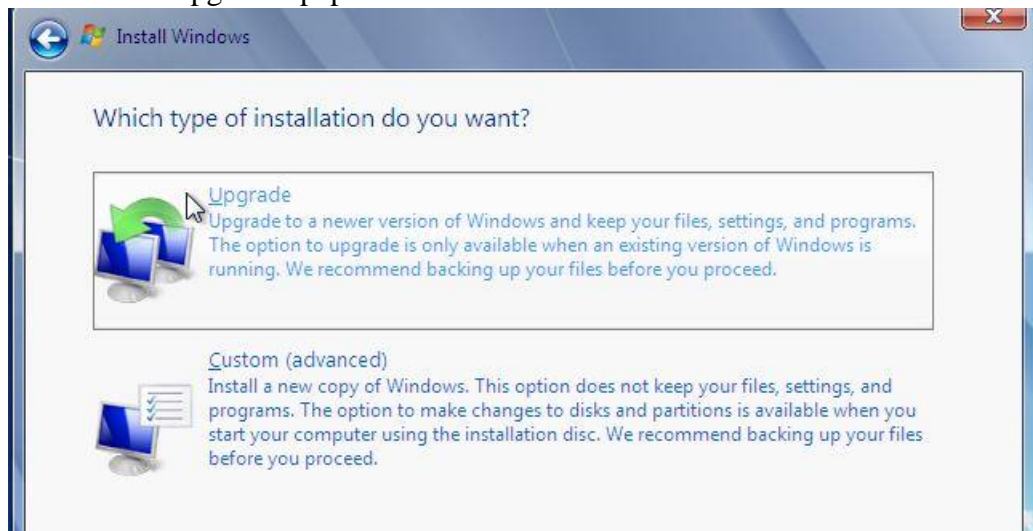 Install Windows
Which type of installation do you want?
Upgrade
Upgrade to a newer version of Windows and keep your files, settings, and programs.
The option to upgrade is only available when an existing version of Windows is
running. We recommend backing up your files before you proceed.
Custom (advanced)
Install a new copy of Windows. This option does not keep your files, settings, and
programs. The option to make changes to disks and partitions is available when you
start your computer using the installation disc. We recommend backing up your files
before you proceed.